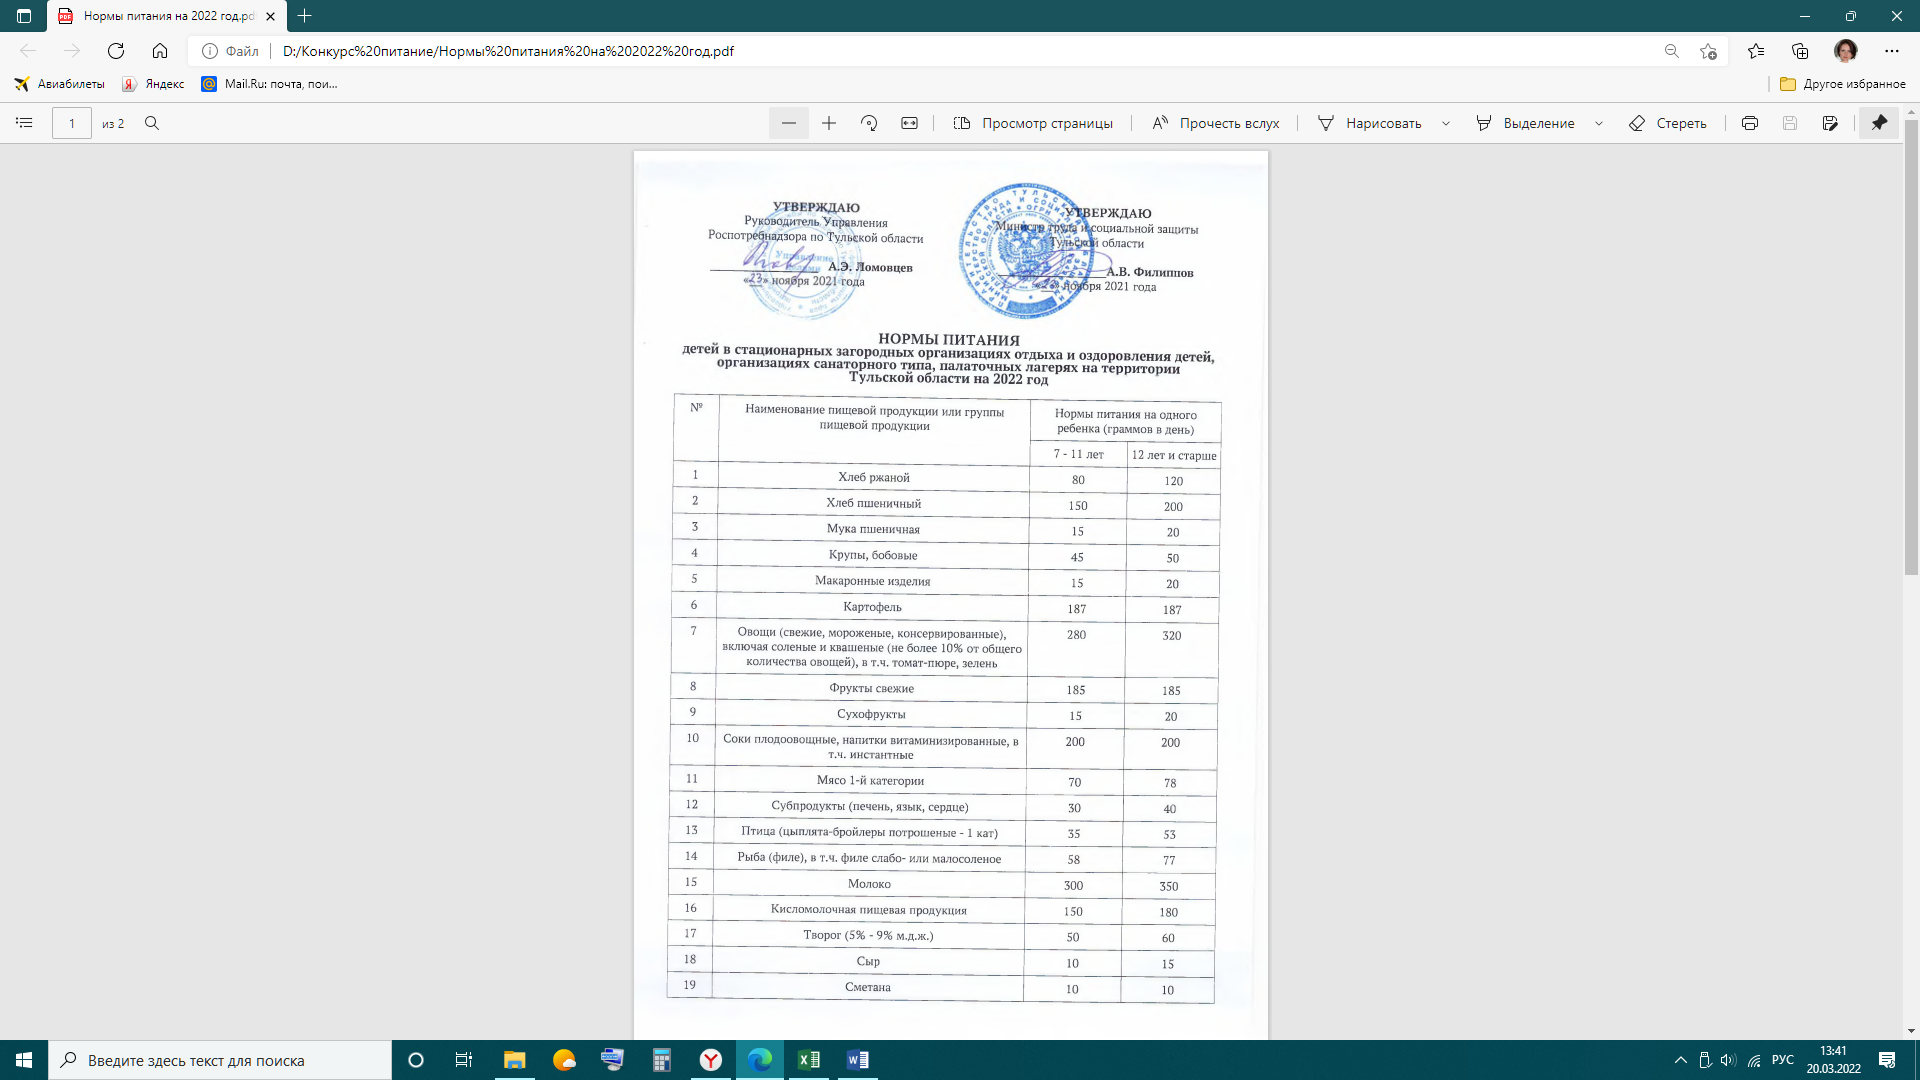 Нормы питания на 2022 год.pd
Файл
D:/Конкурс%20питание/Нормы%20питания%20на%202022%20год.pdf
Авиабилеты
Яндекс
Mail.Ru: почта, пои...
Другое избранное
1
из 2
Просмотр страницы
Прочесть вслух
Нарисовать
Выделение
Стереть
УТВЕРЖДАЮ
Руководитель Управления
Роспотребнадзора по Тульской области
А.Э. Ломовцев
«23» ноября 2021 года
УТВЕРЖДАЮ
Министр труда и социальной защиты
Тульской области
А.В. Филиппов
«23» ноября 2021 года
НОРМЫ ПИТАНИЯ
детей в стационарных загородных организациях отдыха и оздоровления детей,
организациях санаторного типа, палаточных лагерях на территории
Тульской области на 2022 год
№ Наименование пищевой продукции или группы пищевой продукции Нормы питания на одного ребенка (граммов в день)
7 - 11 лет 12 лет и старше
1 Хлеб ржаной 80 120
2 Хлеб пшеничный 150 200
3 Мука пшеничная 15 20
4 Крупы, бобовые 45 50
5 Макаронные изделия 15 20
6 Картофель 187 187
7 Овощи (свежие, мороженые, консервированные), 280 320
включая соленые и квашеные (не более 10% от общего
количества овощей), в т.ч. томат-пюре, зелень
8 Фрукты свежие 185 185
9 Сухофрукты 15 20
10 Соки плодоовощные, напитки витаминизированные, в 200 200
т.ч. инстантные
11 Мясо 1-й категории 70 78
12 Субпродукты (печень, язык, сердце) 30 40
13 Птица (цыплята-бройлеры потрошеные - 1 кат) 35 53
14 Рыба (филе), в т.ч. филе слабо- или малосоленое 58 77
15 Молоко 300 350
16 Кисломолочная пищевая продукция 150 180
17 Творог (5% - 9% м.д.ж.) 50 60
18 Сыр 10 15
19 Сметана 10 10
Введите здесь текст для поиска
РУС
13:41
20.03.2022